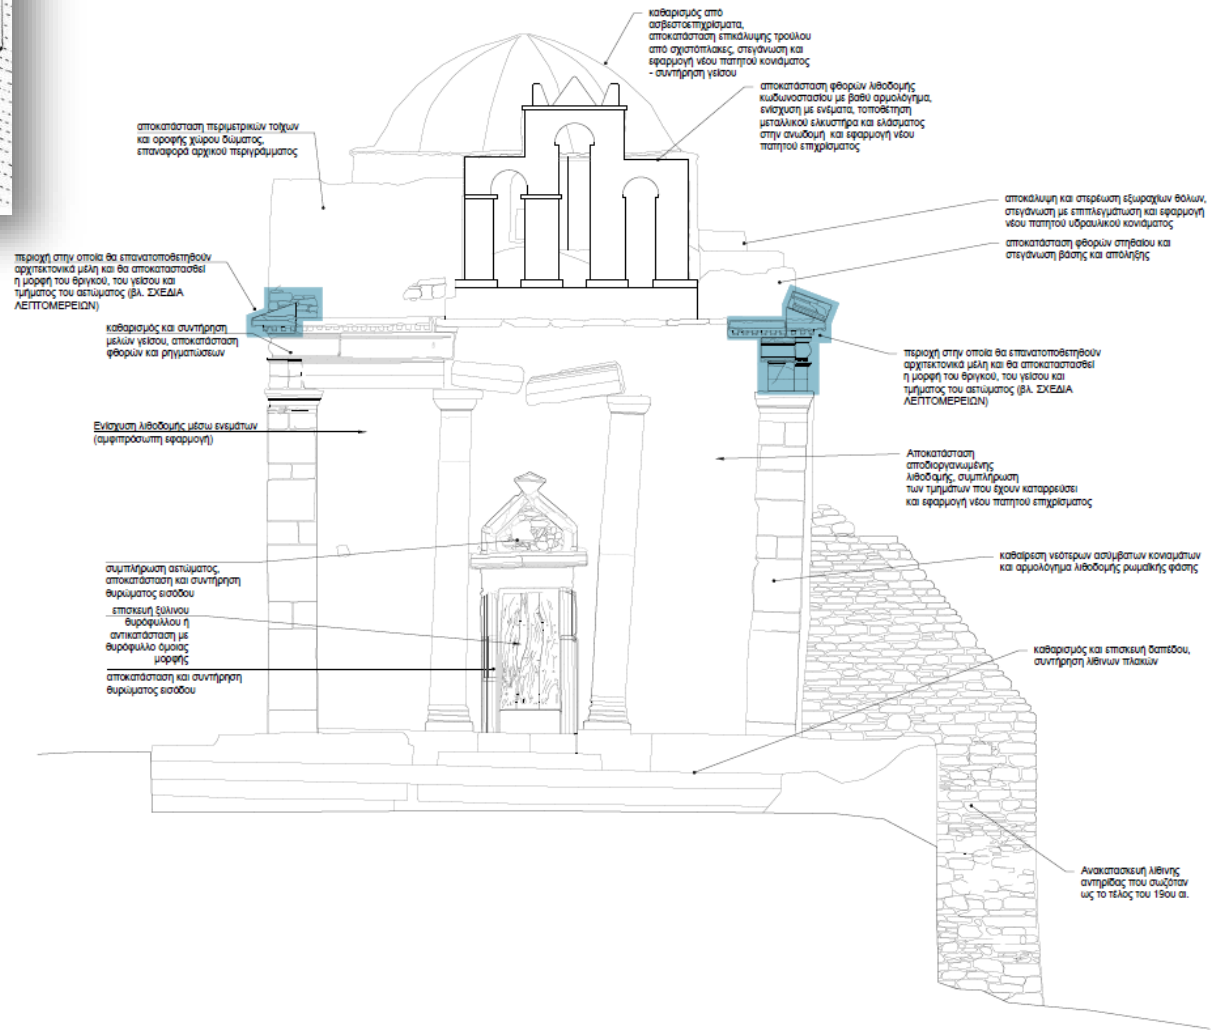 καθαρισμός από
ασβεστοεπιχρίσματα,
αποκατάσταση επικάλυψης τρούλου
από σχιστόπλακες, στεγάνωση και
εφαρμογή νέου πατητού κονιάματος
- συντήρηση γείσου
αποκατάσταση φθορών λιθοδομής
κωδωνοστασίου με βαθύ αρμολόγημα,
ενίσχυση με ενέματα, τοποθέτηση
μεταλλικού ελκυστήρα και ελάσματος
στην ανωδομή και εφαρμογή νέου
πατητού επιχρίσματος
αποκατάσταση περιμετρικών τοίχων
και οροφής χώρου δώματος,
επαναφορά αρχικού περιγράμματος
αποκάλυψη και στερέωση εξωραχίων θόλων,
στεγάνωση με επιπλεγμάτωση και εφαρμογή
νέου πατητού υδραυλικού κονιάματος
αποκατάσταση φθορών στηθαίου και
στεγάνωση βάσης και απόληξης
περιοχή στην οποία θα επανατοποθετηθούν
αρχιτεκτονικά μέλη και θα αποκατασταθεί
η μορφή του θριγκού, του γείσου και
τμήματος του αετώματος (βλ. ΣΧΕΔΙΑ
ΛΕΠΤΟΜΕΡΕΙΩΝ)
καθαρισμός και συντήρηση
μελών γείσου, αποκατάσταση
φθορών και ρηγματώσεων
περιοχή στην οποία θα επανατοποθετηθούν
αρχιτεκτονικά μέλη και θα αποκατασταθεί
η μορφή του θριγκού, του γείσου και
τμήματος του αετώματος (βλ. ΣΧΕΔΙΑ
ΛΕΠΤΟΜΕΡΕΙΩΝ)
Ενίσχυση λιθοδομής μέσω ενεμάτων
(αμφιπρόσωπη εφαρμογή)
Αποκατάσταση
αποδιοργανωμένης
λιθοδομής, συμπλήρωση
των τμημάτων που έχουν καταρρεύσει
και εφαρμογή νέου πατητού επιχρίσματος
καθαίρεση νεότερων ασύμβατων κονιαμάτων
και αρμολόγημα λιθοδομής ρωμαϊκής φάσης
συμπλήρωση αετώματος,
αποκατάσταση και συντήρηση
θυρώματος εισόδου
επισκευή ξύλινου
θυρόφυλλου ή
αντικατάσταση με
θυρόφυλλο όμοιας
μορφής
αποκατάσταση και συντήρηση
θυρώματος εισόδου
καθαρισμός και επισκευή δαπέδου,
συντήρηση λίθινων πλακών
Ανακατασκευή λίθινης
αντηρίδας που σωζόταν
ως το τέλος του 19ου αι.